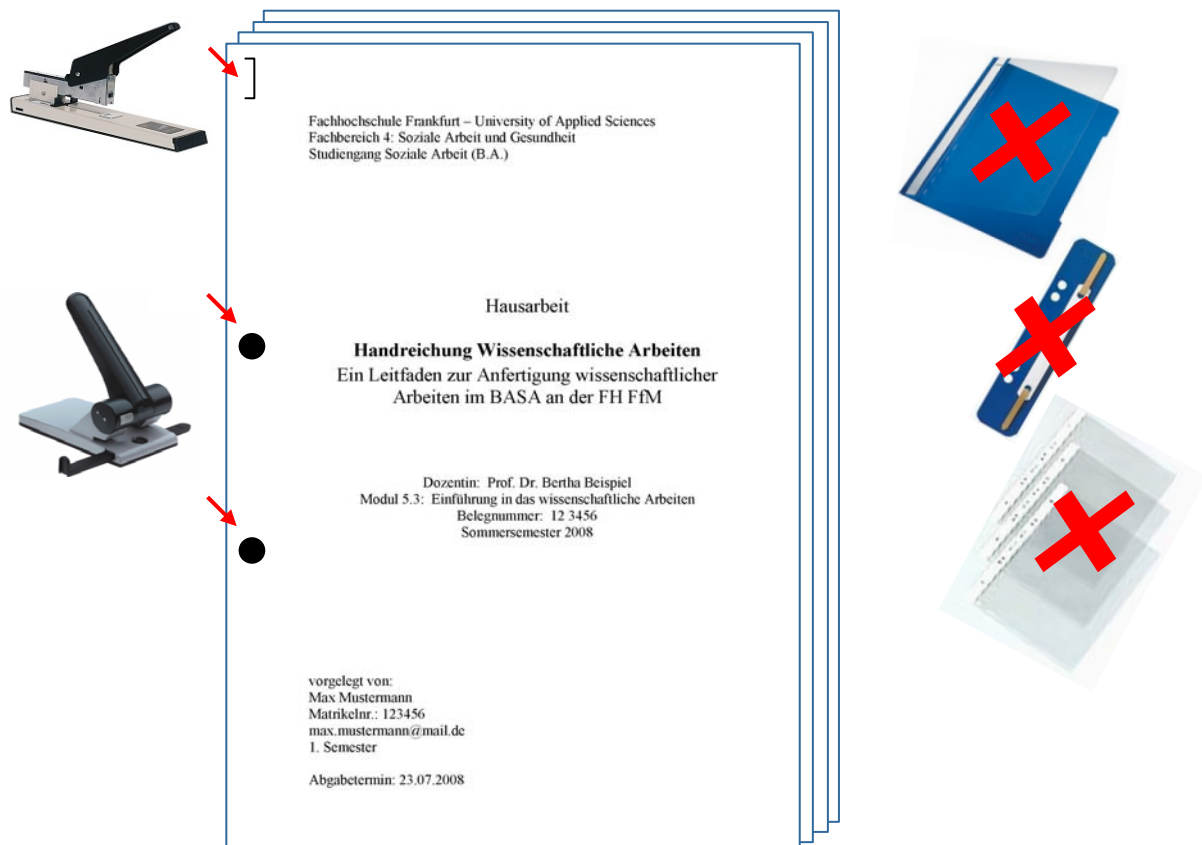 Fachhochschule Frankfurt – University of Applied Sciences
Fachbereich 4: Soziale Arbeit und Gesundheit
Studiengang Soziale Arbeit (B.A.)
Hausarbeit
Handreichung Wissenschaftliche Arbeiten
Ein Leitfaden zur Anfertigung wissenschaftlicher
Arbeiten im BASA an der FH FfM
Dozentin: Prof. Dr. Bertha Beispiel
Modul 5.3: Einführung in das wissenschaftliche Arbeiten
Belegnummer: 12 3456
Sommersemester 2008
vorgelegt von:
Max Mustermann
Matrikelnr.: 123456
max.mustermann@mail.de
1. Semester
Abgabetermin: 23.07.2008